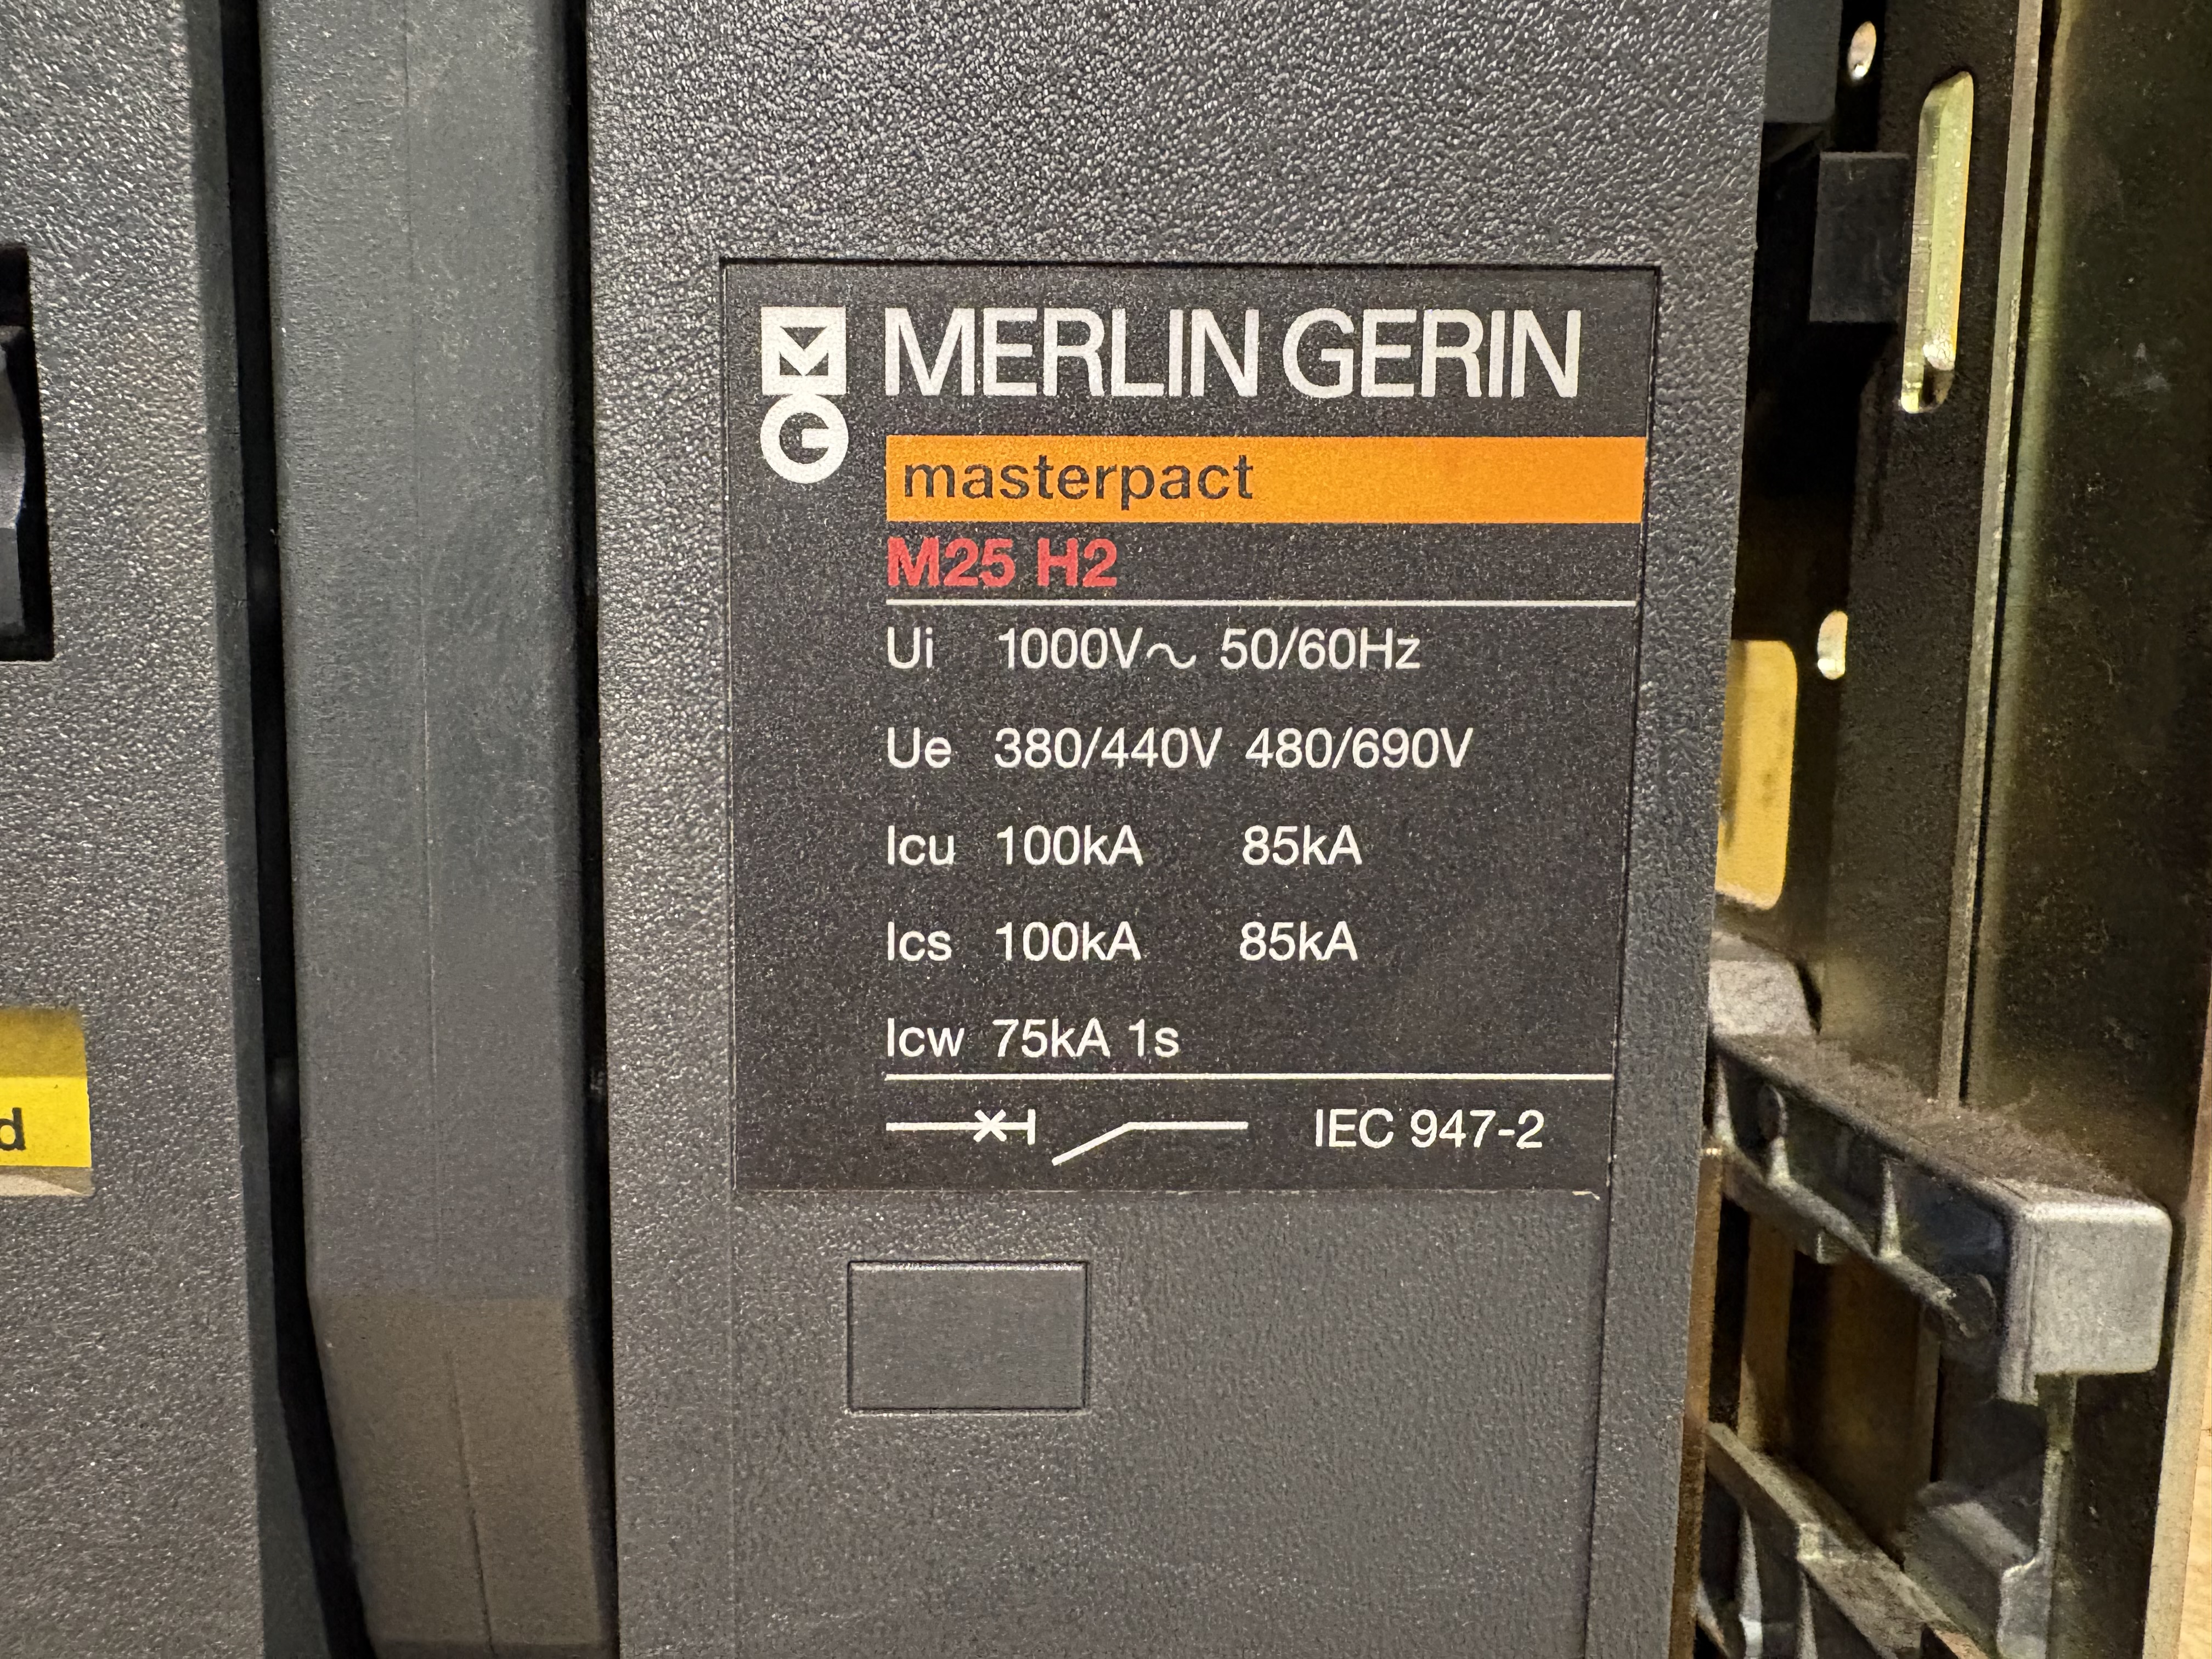 MG MERLIN GERIN
masterpact
M25 H2
Ui 1000V~ 50/60Hz
Ue 380/440V 480/690V
Icu 100kA 85kA
Ics 100kA 85kA
Icw 75kA 1s
IEC 947-2
d